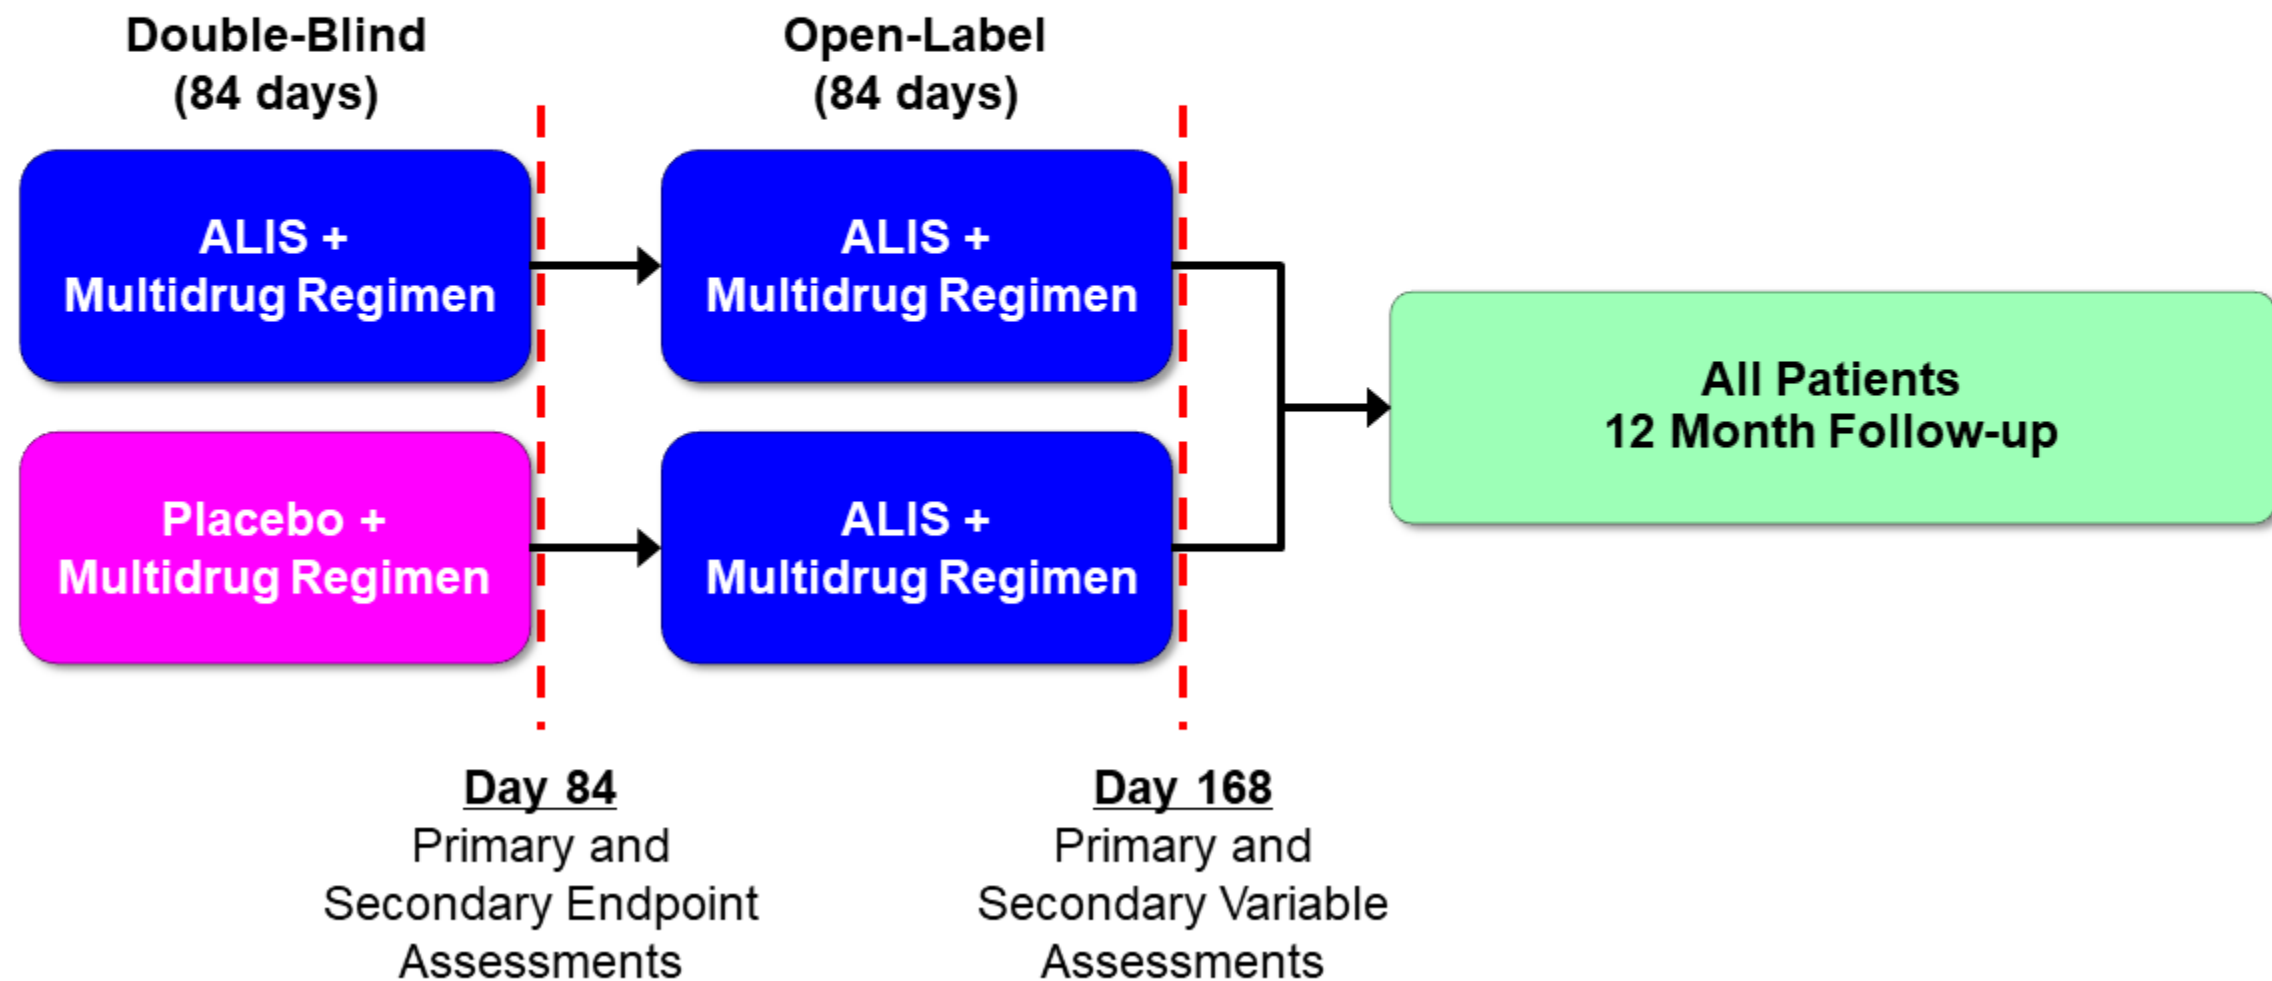 Double-Blind
(84 days)
Open-Label
(84 days)
ALIS +
Multidrug Regimen
ALIS +
Multidrug Regimen
All Patients
12 Month Follow-up
Placebo +
Multidrug Regimen
ALIS +
Multidrug Regimen
Day 84
Primary and
Secondary Endpoint
Assessments
Day 168
Primary and
Secondary Variable
Assessments